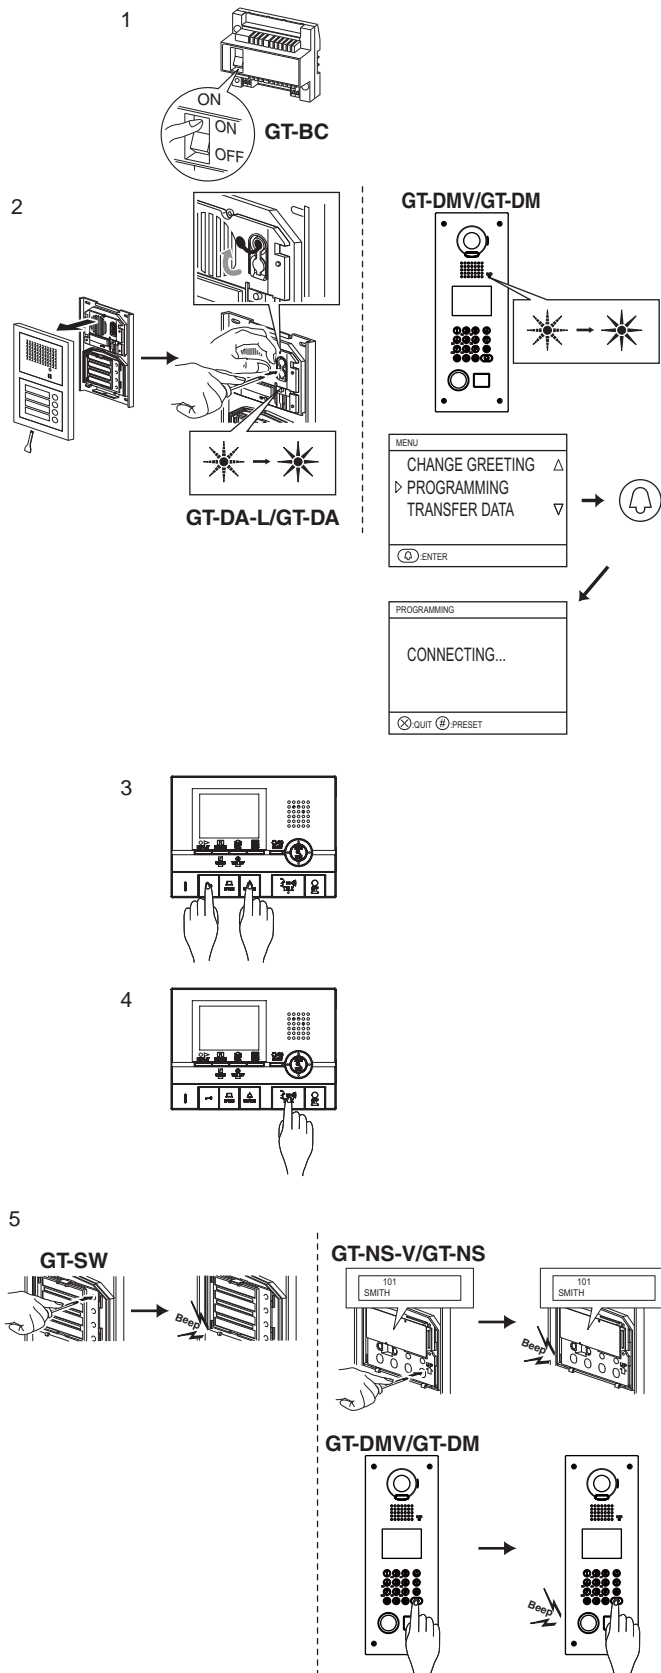 1
ON
ON
OFF
GT-BC
2
GT-DA-L/GT-DA
GT-DMV/GT-DM
MENU
CHANGE GREETING
PROGRAMMING
TRANSFER DATA
:ENTER
PROGRAMMING
CONNECTING...
:QUIT # :PRESET
3
4
5
GT-SW
Beep
GT-NS-V/GT-NS
101
SMITH
101
SMITH
Beep
GT-DMV/GT-DM
Beep